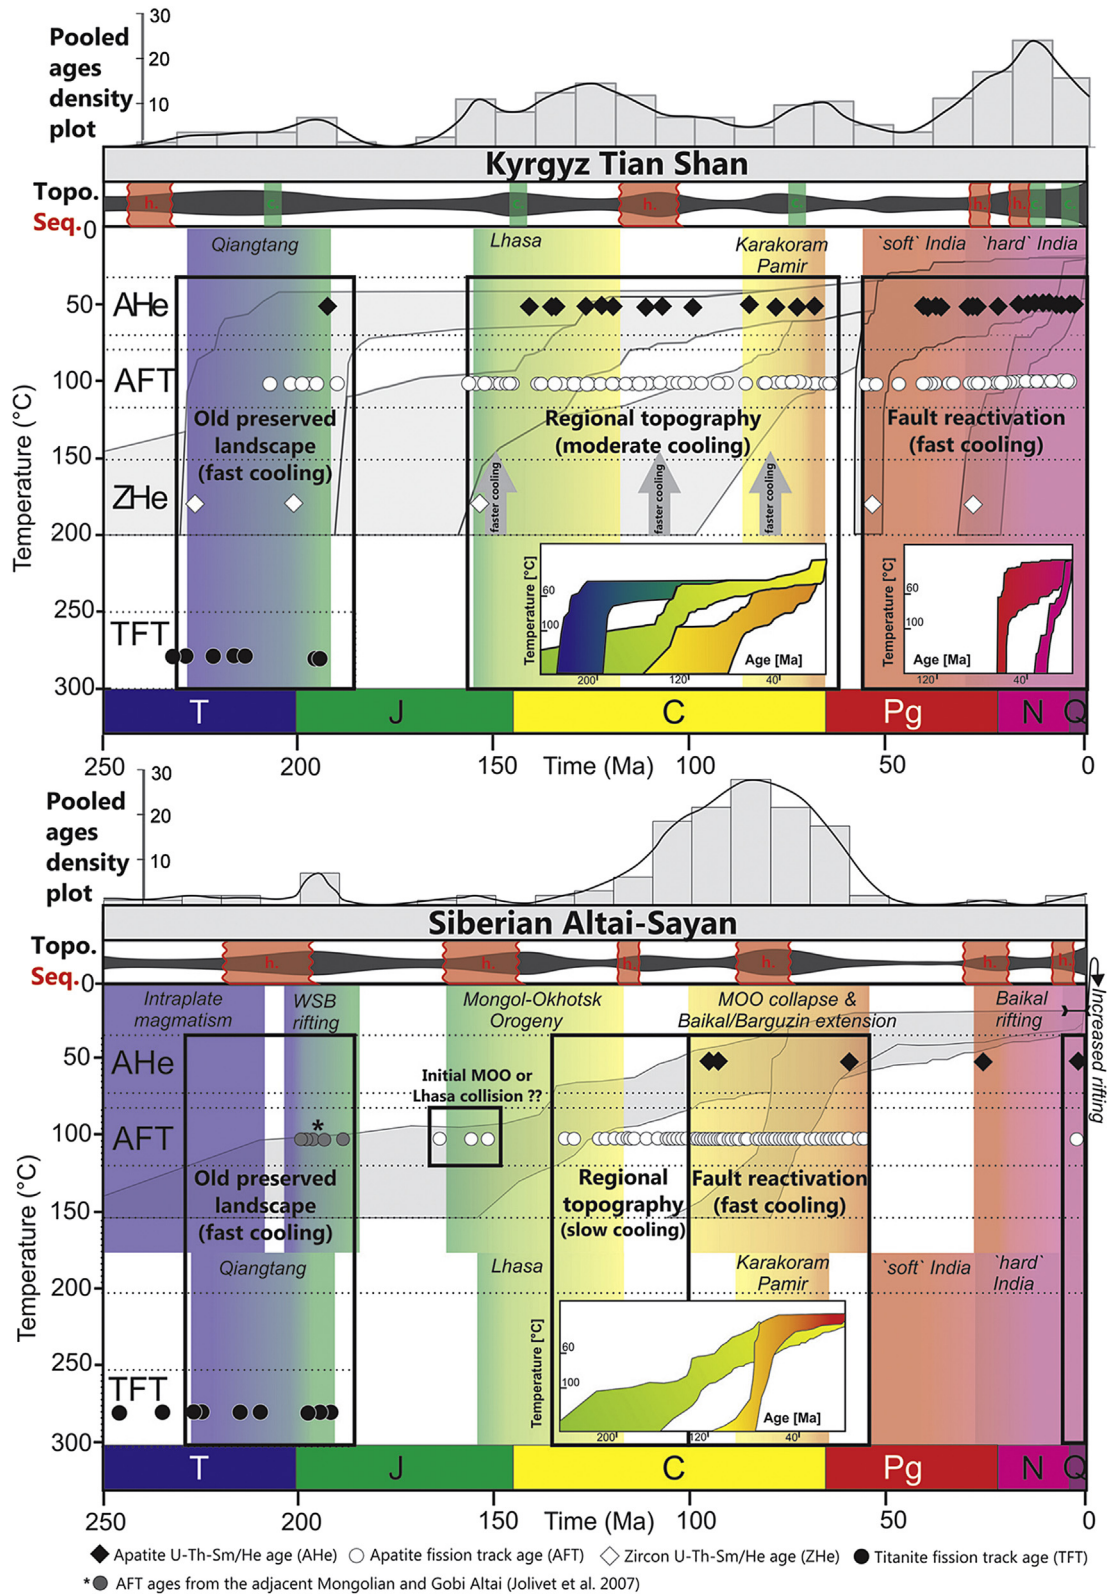 30
Pooled
ages
density
plot
20
10
Kyrgyz Tian Shan
Topo.
Seq.
h.
c.
c.
h.
c.
h.
h.
c.
c.
0
Qiangtang
Lhasa
Karakoram
Pamir
`soft` India
`hard` India
AHe
50
AFT
100
Old preserved
landscape
(fast cooling)
Regional topography
(moderate cooling)
Fault reactivation
(fast cooling)
150
ZHe
faster cooling
faster cooling
faster cooling
200
Temperature (°C)
250
TFT
300
Temperature [°C]
60
100
Age [Ma]
200
120
40
Temperature [°C]
60
100
Age [Ma]
120
40
T
J
C
Pg
N
Q
250
200
150
Time (Ma)
100
50
0
30
Pooled
ages
density
plot
20
10
Siberian Altai-Sayan
Topo.
Seq.
h.
h.
h.
h.
h.
h.
0
Intraplate
magmatism
WSB
rifting
Mongol-Okhotsk
Orogeny
MOO collapse &
Baikal/Barguzin extension
Baikal
rifting
Increased rifting
AHe
50
Initial MOO or
Lhasa collision ??
AFT
100
*
Old preserved
landscape
(fast cooling)
Regional
topography
(slow cooling)
Fault reactivation
(fast cooling)
150
Qiangtang
Lhasa
Karakoram
Pamir
`soft` India
`hard`
India
200
Temperature (°C)
250
TFT
300
Temperature [°C]
60
100
Age [Ma]
200
120
40
T
J
C
Pg
N
Q
250
200
150
Time (Ma)
100
50
0
Apatite U-Th-Sm/He age (AHe)
Apatite fission track age (AFT)
Zircon U-Th-Sm/He age (ZHe)
Titanite fission track age (TFT)
* AFT ages from the adjacent Mongolian and Gobi Altai (Jolivet et al. 2007)